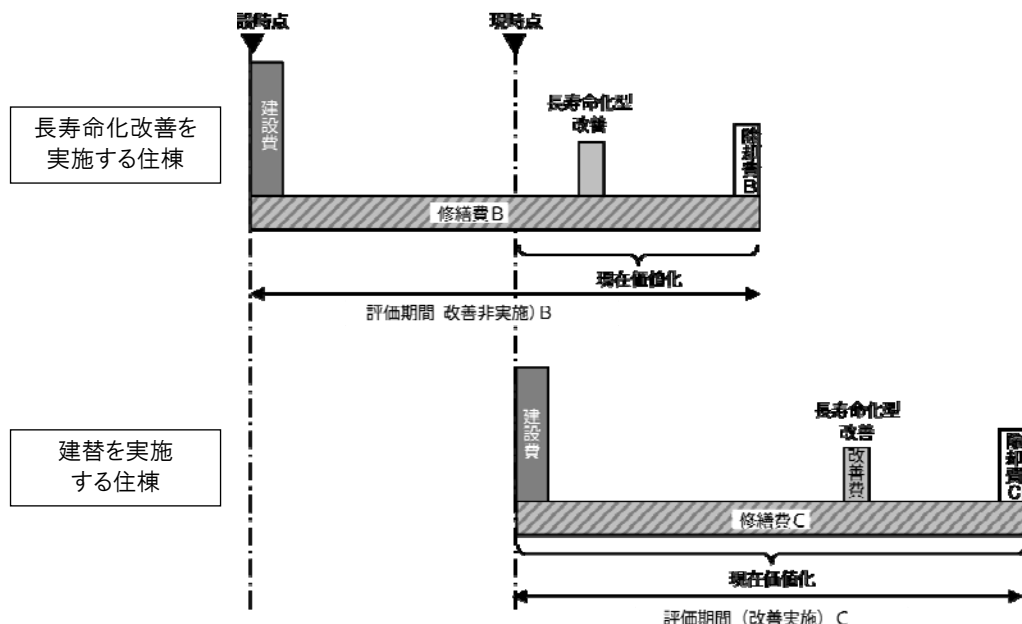 設時点
現時点
長寿命化改善を
実施する住棟
建設費
長寿命化型
改善
除却費B
修繕費B
現在価値化
評価期間 改善非実施) B
建替を実施
する住棟
建設費
長寿命化型
改善
改善費
除却費C
修繕費C
現在価値化
評価期間 (改善実施) C